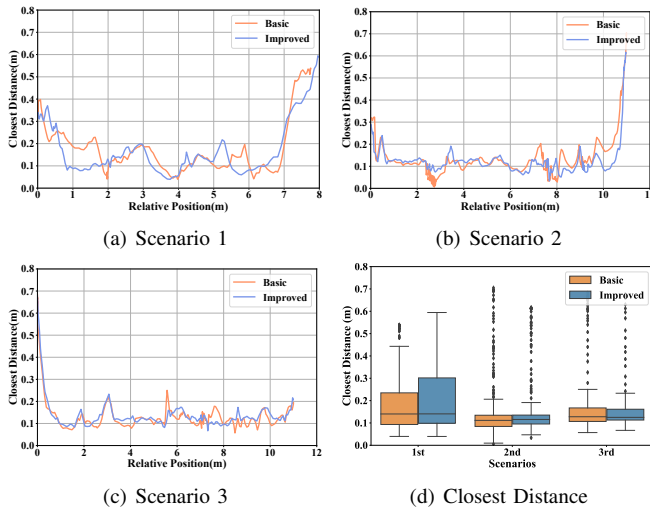 0.8
0.7
0.6
0.5
0.4
0.3
0.2
0.1
0.0
Closest Distance(m)
Basic
Improved
0 1 2 3 4 5 6 7 8
Relative Position(m)
(a) Scenario 1
0.8
0.7
0.6
0.5
0.4
0.3
0.2
0.1
0.0
Closest Distance(m)
Basic
Improved
0 2 4 6 8 10
Relative Position(m)
(b) Scenario 2
0.8
0.7
0.6
0.5
0.4
0.3
0.2
0.1
0.0
Closest Distance(m)
Basic
Improved
0 2 4 6 8 10 12
Relative Position(m)
(c) Scenario 3
0.8
0.7
0.6
0.5
0.4
0.3
0.2
0.1
0.0
Closest Distance (m)
Basic
Improved
1st 2nd 3rd
Scenarios
(d) Closest Distance